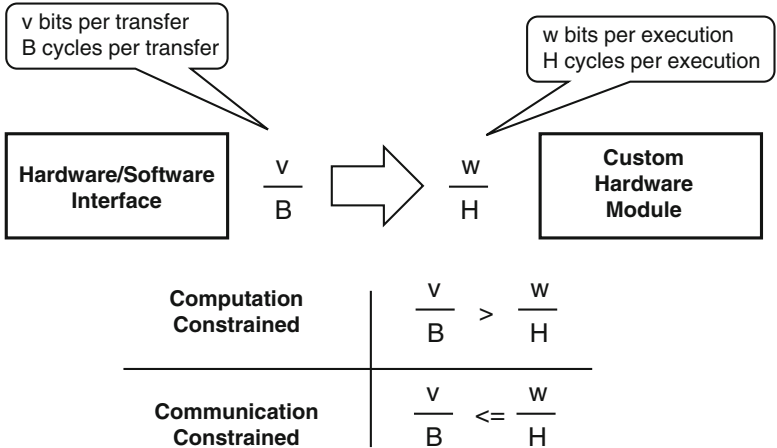 v bits per transfer
B cycles per transfer
w bits per execution
H cycles per execution
Hardware/Software
Interface
v
B
w
H
Custom
Hardware
Module
Computation
Constrained
v
B
>
w
H
Communication
Constrained
v
B
<=
w
H